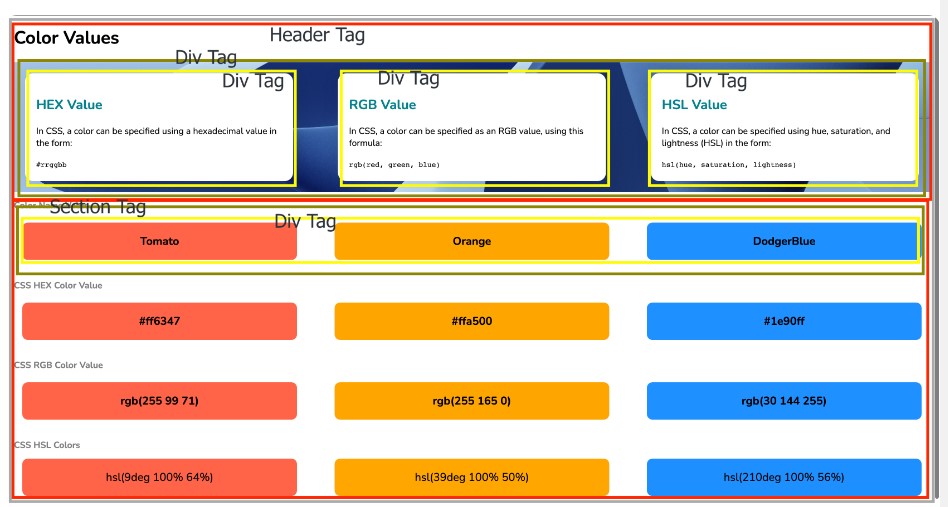 Color Values
Header Tag
Div Tag
Div Tag
Div Tag
Div Tag
HEX Value
In CSS, a color can be specified using a hexadecimal value in
the form:
#rrggbb
RGB Value
In CSS, a color can be specified as an RGB value, using this
formula:
rgb(red, green, blue)
HSL Value
In CSS, a color can be specified using hue, saturation, and
lightness (HSL) in the form:
hsl(hue, saturation, lightness)
Section Tag
Div Tag
Tomato
Orange
DodgerBlue
CSS HEX Color Value
#ff6347
#ffa500
#1e90ff
CSS RGB Color Value
rgb(255 99 71)
rgb(255 165 0)
rgb(30 144 255)
CSS HSL Colors
hsl(9deg 100% 64%)
hsl(39deg 100% 50%)
hsl(210deg 100% 56%)